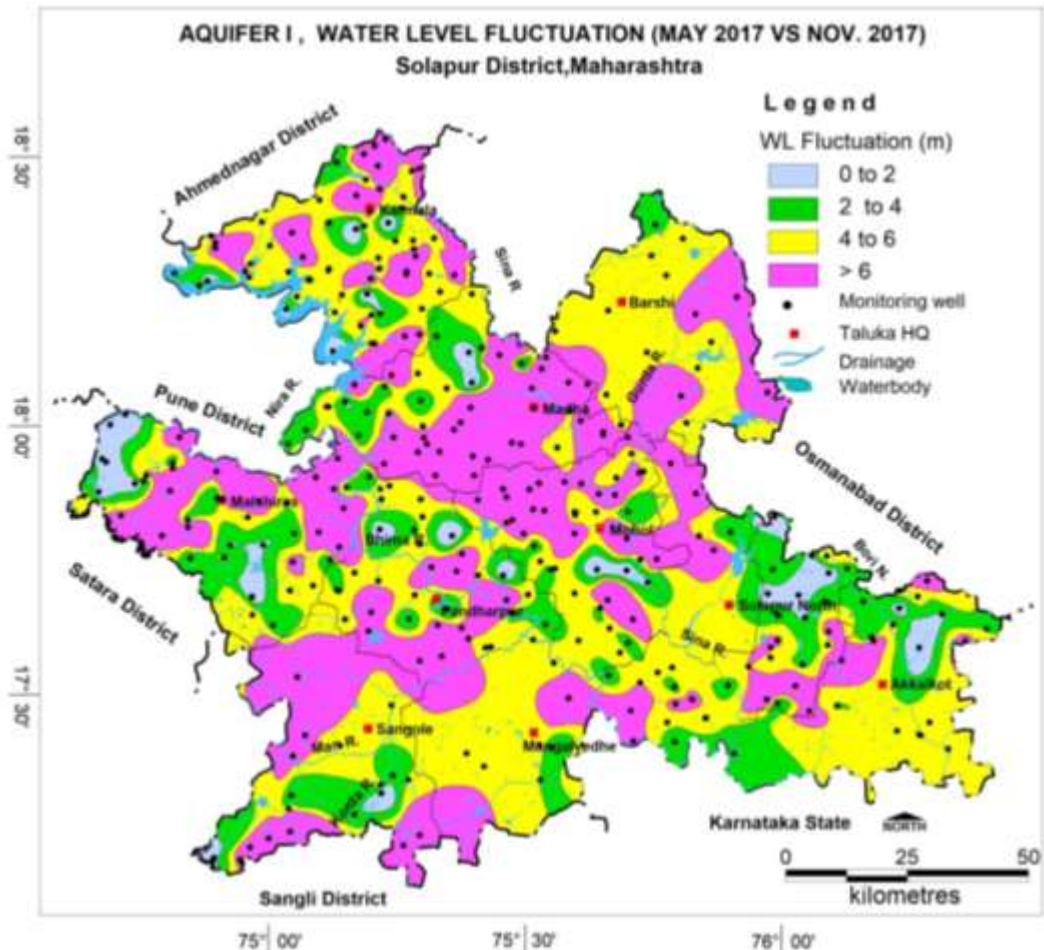 AQUIFER I , WATER LEVEL FLUCTUATION (MAY 2017 VS NOV. 2017)
Solapur District,Maharashtra
Legend
WL Fluctuation (m)
0 to 2
2 to 4
4 to 6
> 6
Monitoring well
Taluka HQ
Drainage
Waterbody
18 30'
18 00'
17 30'
Ahmednagar District
Karmala
Sina R
Barshi
Gunda R.
Nira R.
Madha
Pune District
Osmanabad District
Malshiras
Mohol
Bhima R.
Bori N.
Satara District
Pandharpur
Solapur North
Sina R.
Akkalkot
Sangole
Man R.
Mangalvedhe
Karnataka State
NORTH
Sangli District
0 25 50
kilometres
75° 00'
75° 30'
76° 00'